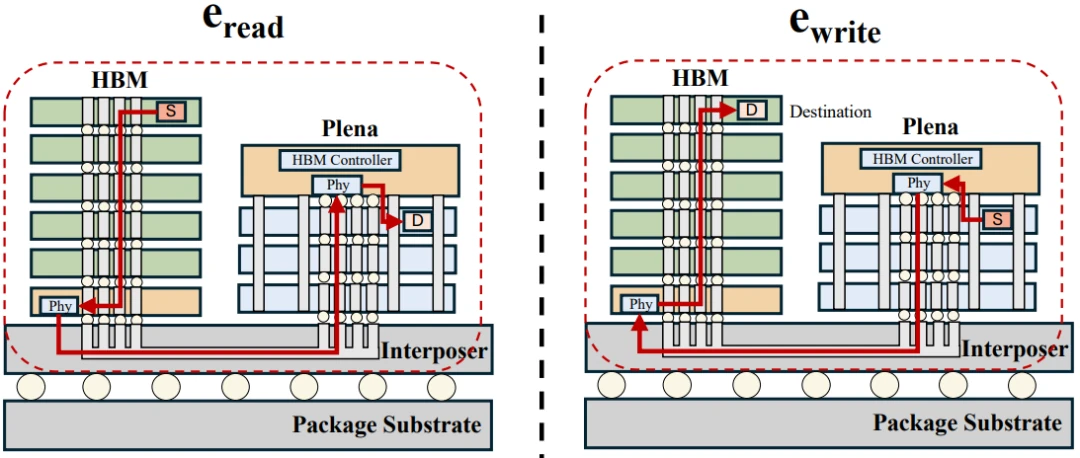 e_read
HBM
S
Plena
HBM Controller
Phy
D
Phy
Interposer
Package Substrate
e_write
HBM
D Destination
Plena
HBM Controller
Phy
S
Phy
Interposer
Package Substrate